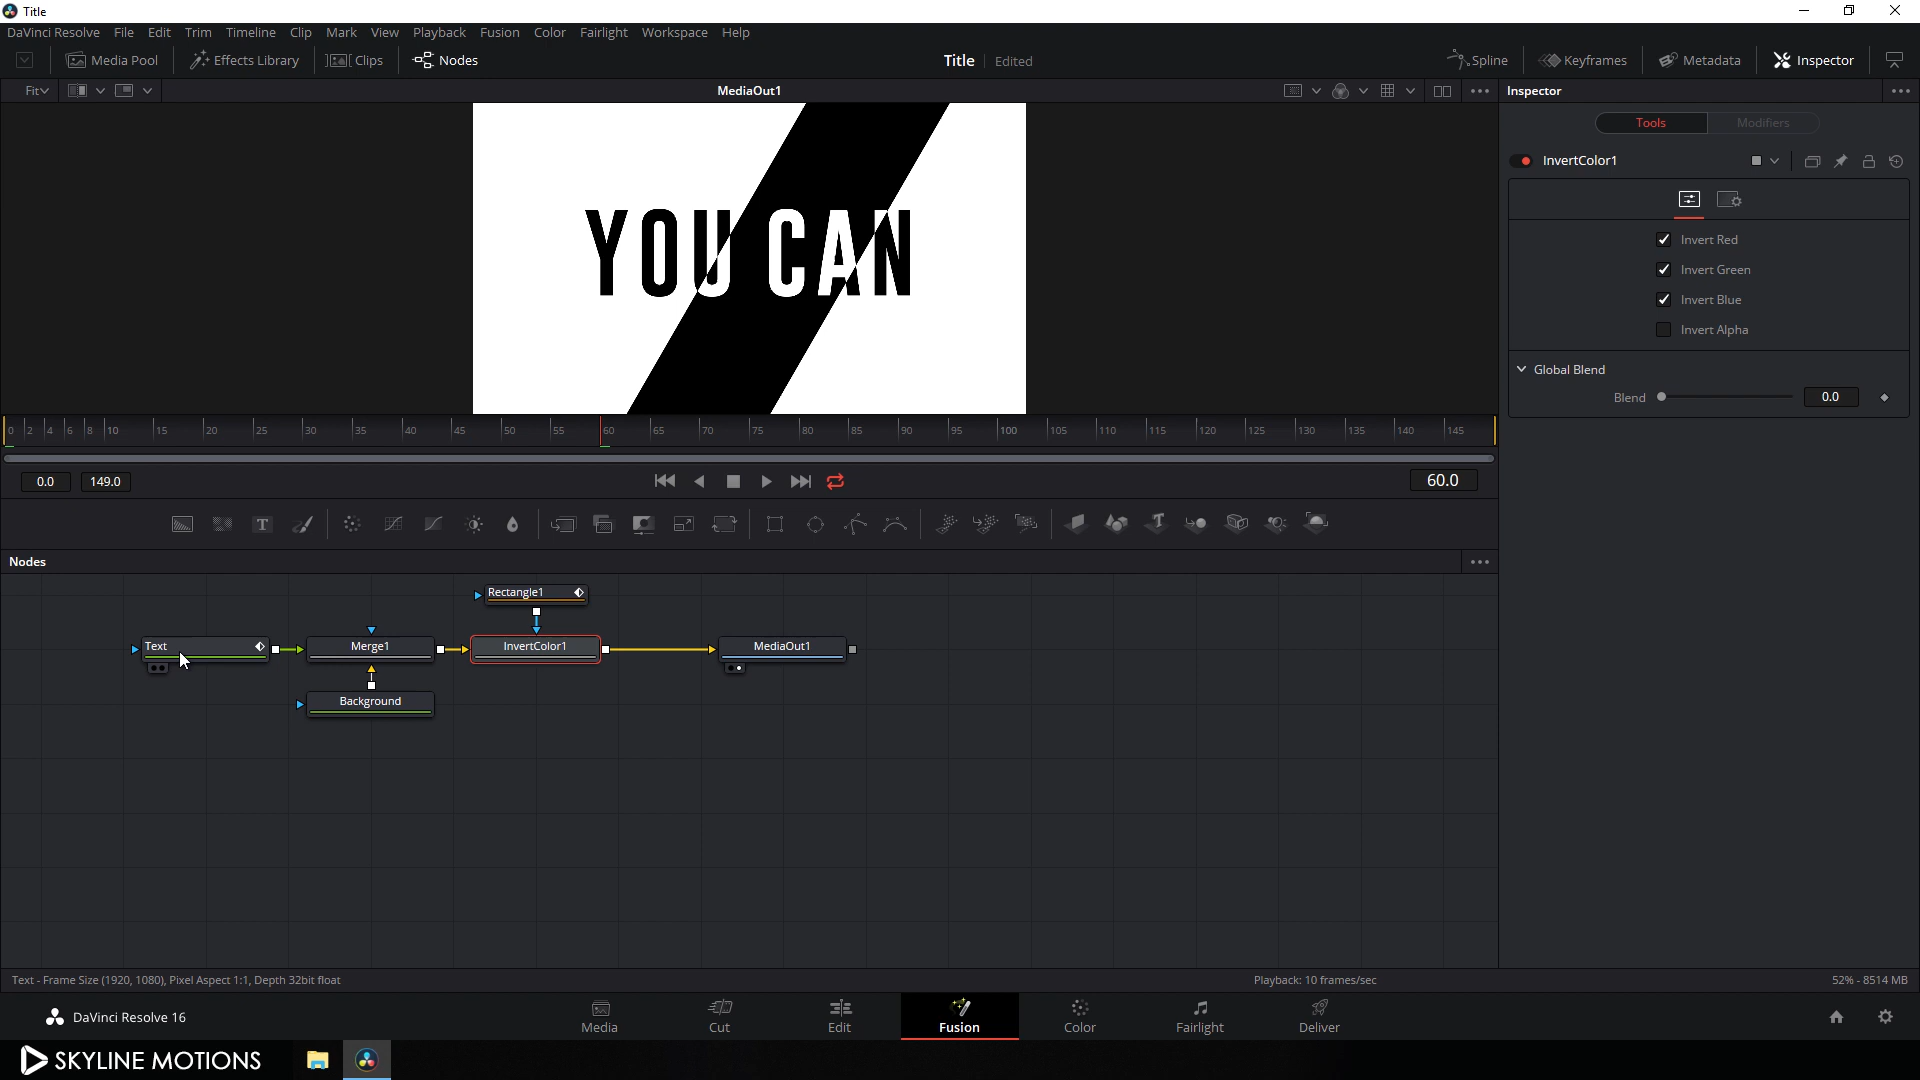 Title
DaVinci Resolve File Edit Trim Timeline Clip Mark View Playback Fusion Color Fairlight Workspace Help
Media Pool Effects Library Clips Nodes Title Edited Spline Keyframes Metadata Inspector
Fit MediaOut1 Inspector
Tools Modifiers
InvertColor1
YOU CAN
Invert Red
Invert Green
Invert Blue
Invert Alpha
Global Blend
Blend 0.0
0 2 4 6 8 10 15 20 25 30 35 40 45 50 55 60 65 70 75 80 85 90 95 100 105 110 115 120 125 130 135 140 145
0.0 149.0 60.0
Nodes
Rectangle1
Text Merge1 InvertColor1 MediaOut1
Background
Text - Frame Size (1920, 1080), Pixel Aspect 1:1, Depth 32bit float Playback: 10 frames/sec 52% - 8514 MB
DaVinci Resolve 16 Media Cut Edit Fusion Color Fairlight Deliver
SKYLINE MOTIONS